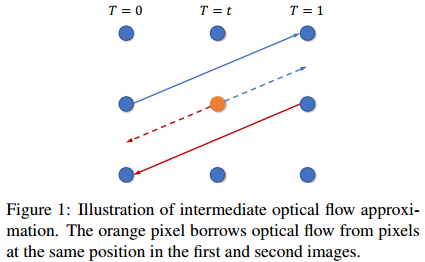 T = 0 T = t T = 1
Figure 1: Illustration of intermediate optical flow approxi-
mation. The orange pixel borrows optical flow from pixels
at the same position in the first and second images.